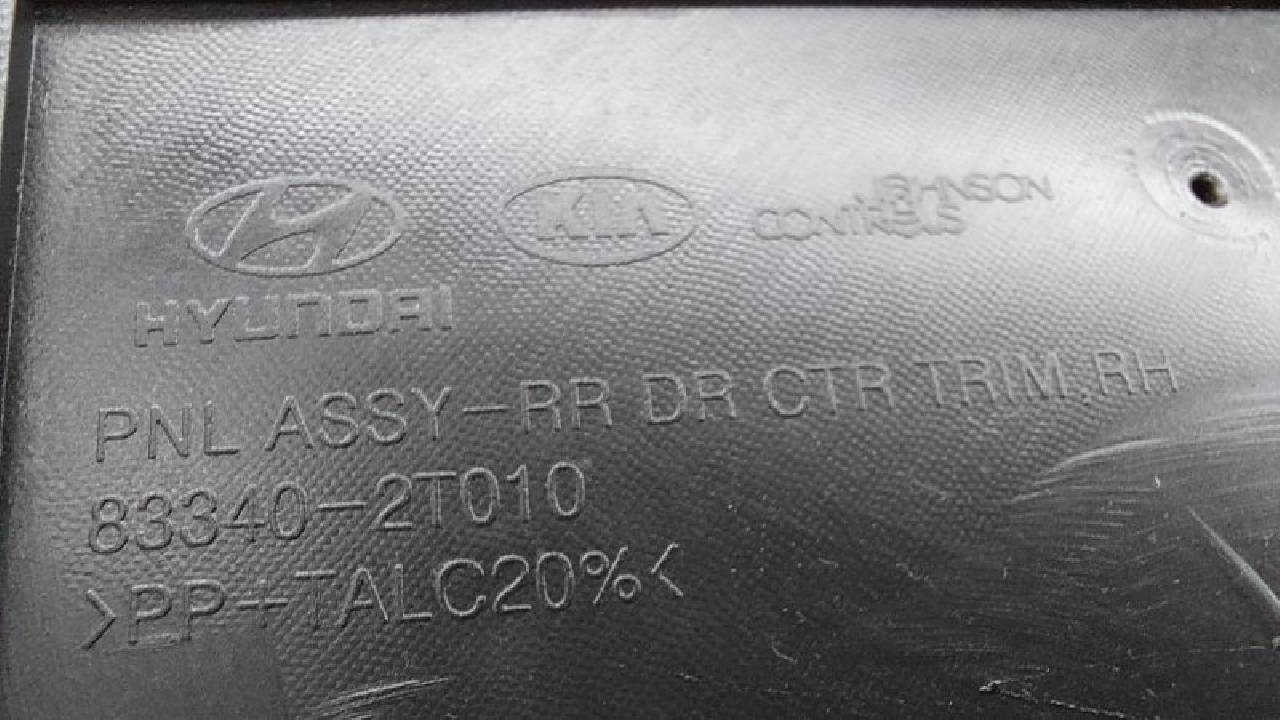 HYUNDAI
KIA
JOHNSON
CONTROLS
PNL ASSY-RR DR CTR TRIM,RH
83340-2T010
>PP+TALC20%<